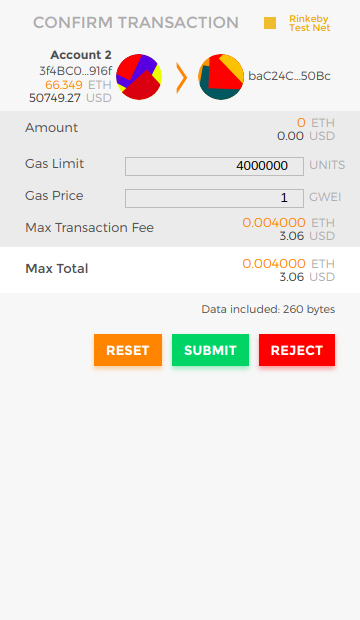 CONFIRM TRANSACTION
Rinkeby
Test Net
Account 2
3f4BC0...916f
66.349 ETH
50749.27 USD
baC24C...50Bc
Amount
0 ETH
0.00 USD
Gas Limit 4000000 UNITS
Gas Price 1 GWEI
Max Transaction Fee
0.004000 ETH
3.06 USD
Max Total
0.004000 ETH
3.06 USD
Data included: 260 bytes
RESET SUBMIT REJECT